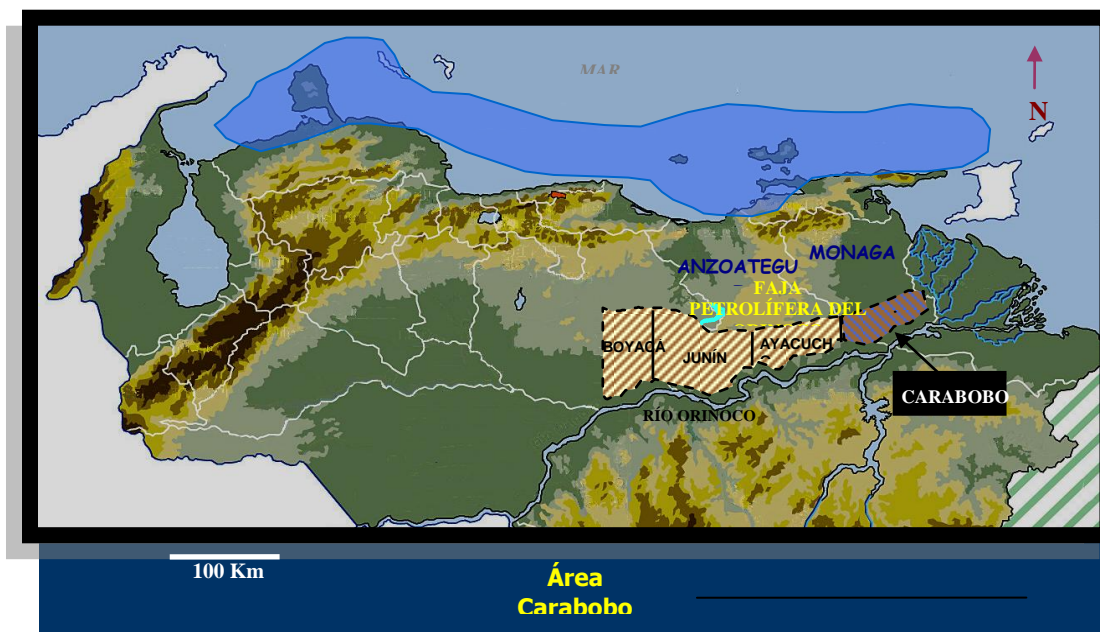 MAR
N
MONAGA
ANZOATEGU
FAJA
PETROLÍFERA DEL
BOYACÁ
JUNÍN
AYACUCH
CARABOBO
RÍO ORINOCO
100 Km
Área
Carabobo